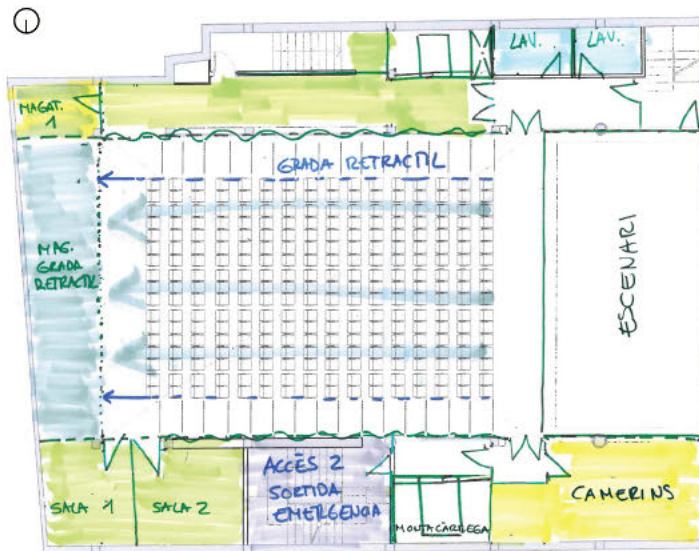 LAV.
LAV.
MAGAT.
1
GRADA RETRACTIL
MAG.
GRADA
RETRACTIL
ESCENARI
ACCÈS 2
SORTIDA
EMERGENCIA
SALA 1
SALA 2
MONTACÀRREGA
CAMERINS